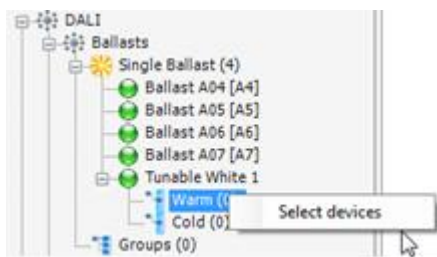 DALI
Ballasts
Single Ballast (4)
Ballast A04 [A4]
Ballast A05 [A5]
Ballast A06 [A6]
Ballast A07 [A7]
Tunable White 1
Warm (0
Select devices
Cold (0)
Groups (0)